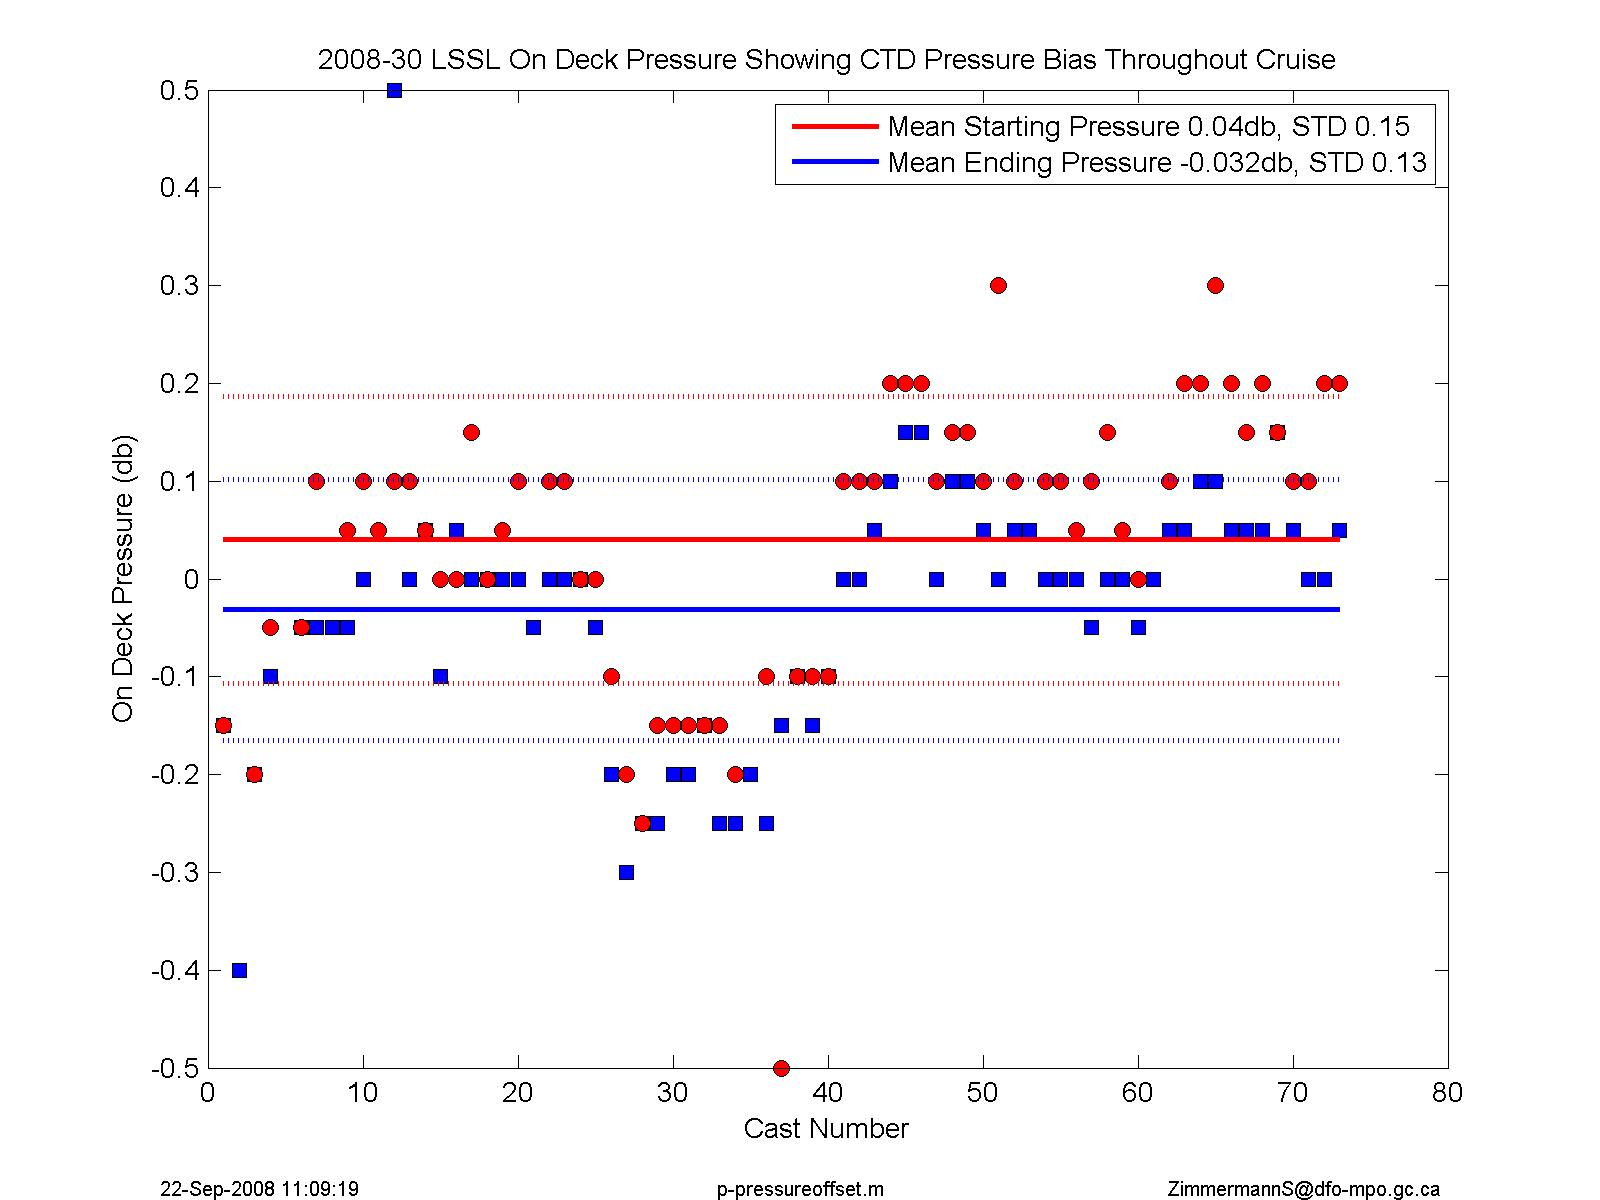 2008-30 LSSL On Deck Pressure Showing CTD Pressure Bias Throughout Cruise
Mean Starting Pressure 0.04db, STD 0.15
Mean Ending Pressure -0.032db, STD 0.13
On Deck Pressure (db)
0.5
0.4
0.3
0.2
0.1
0
-0.1
-0.2
-0.3
-0.4
-0.5
0 10 20 30 40 50 60 70 80
Cast Number
22-Sep-2008 11:09:19 p-pressureoffset.m ZimmermannS@dfo-mpo.gc.ca